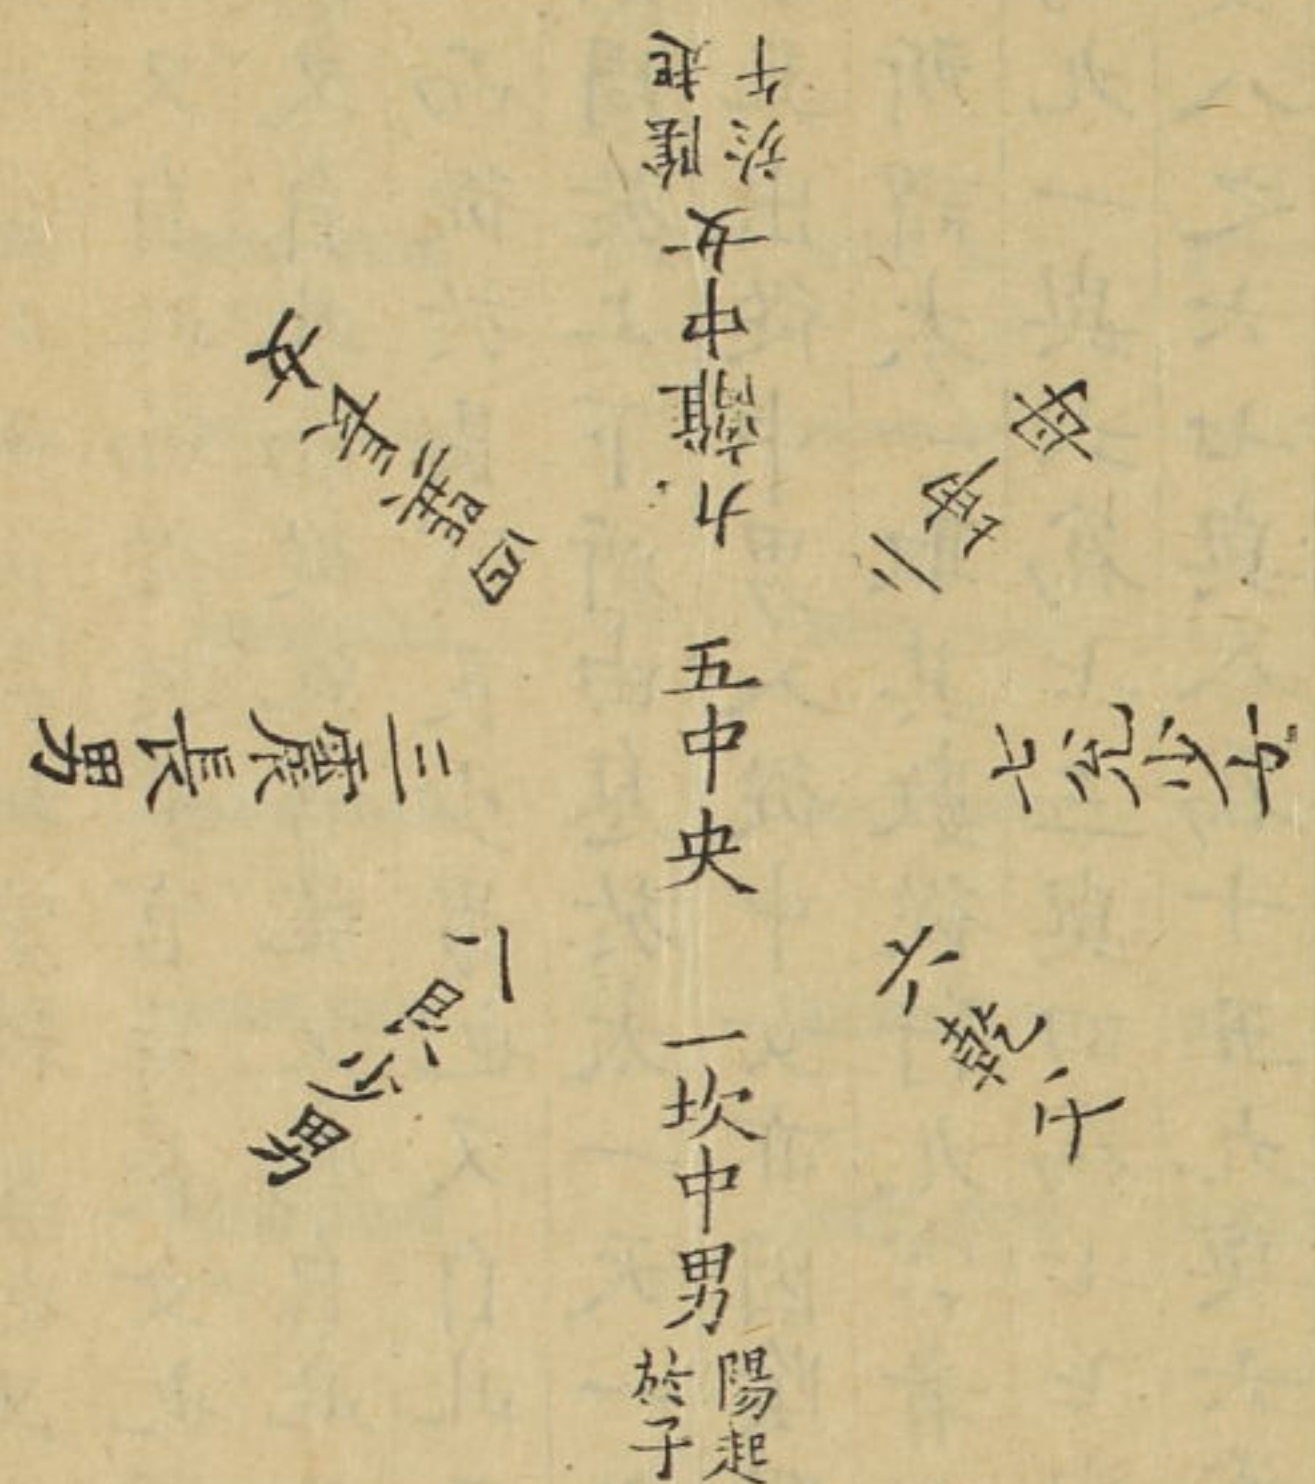 九離中女
陰起
於午
二坤母
七兌少女
六乾
一坎中男
陽起
於子
八艮少男
三震長男
四巽長女
五中央